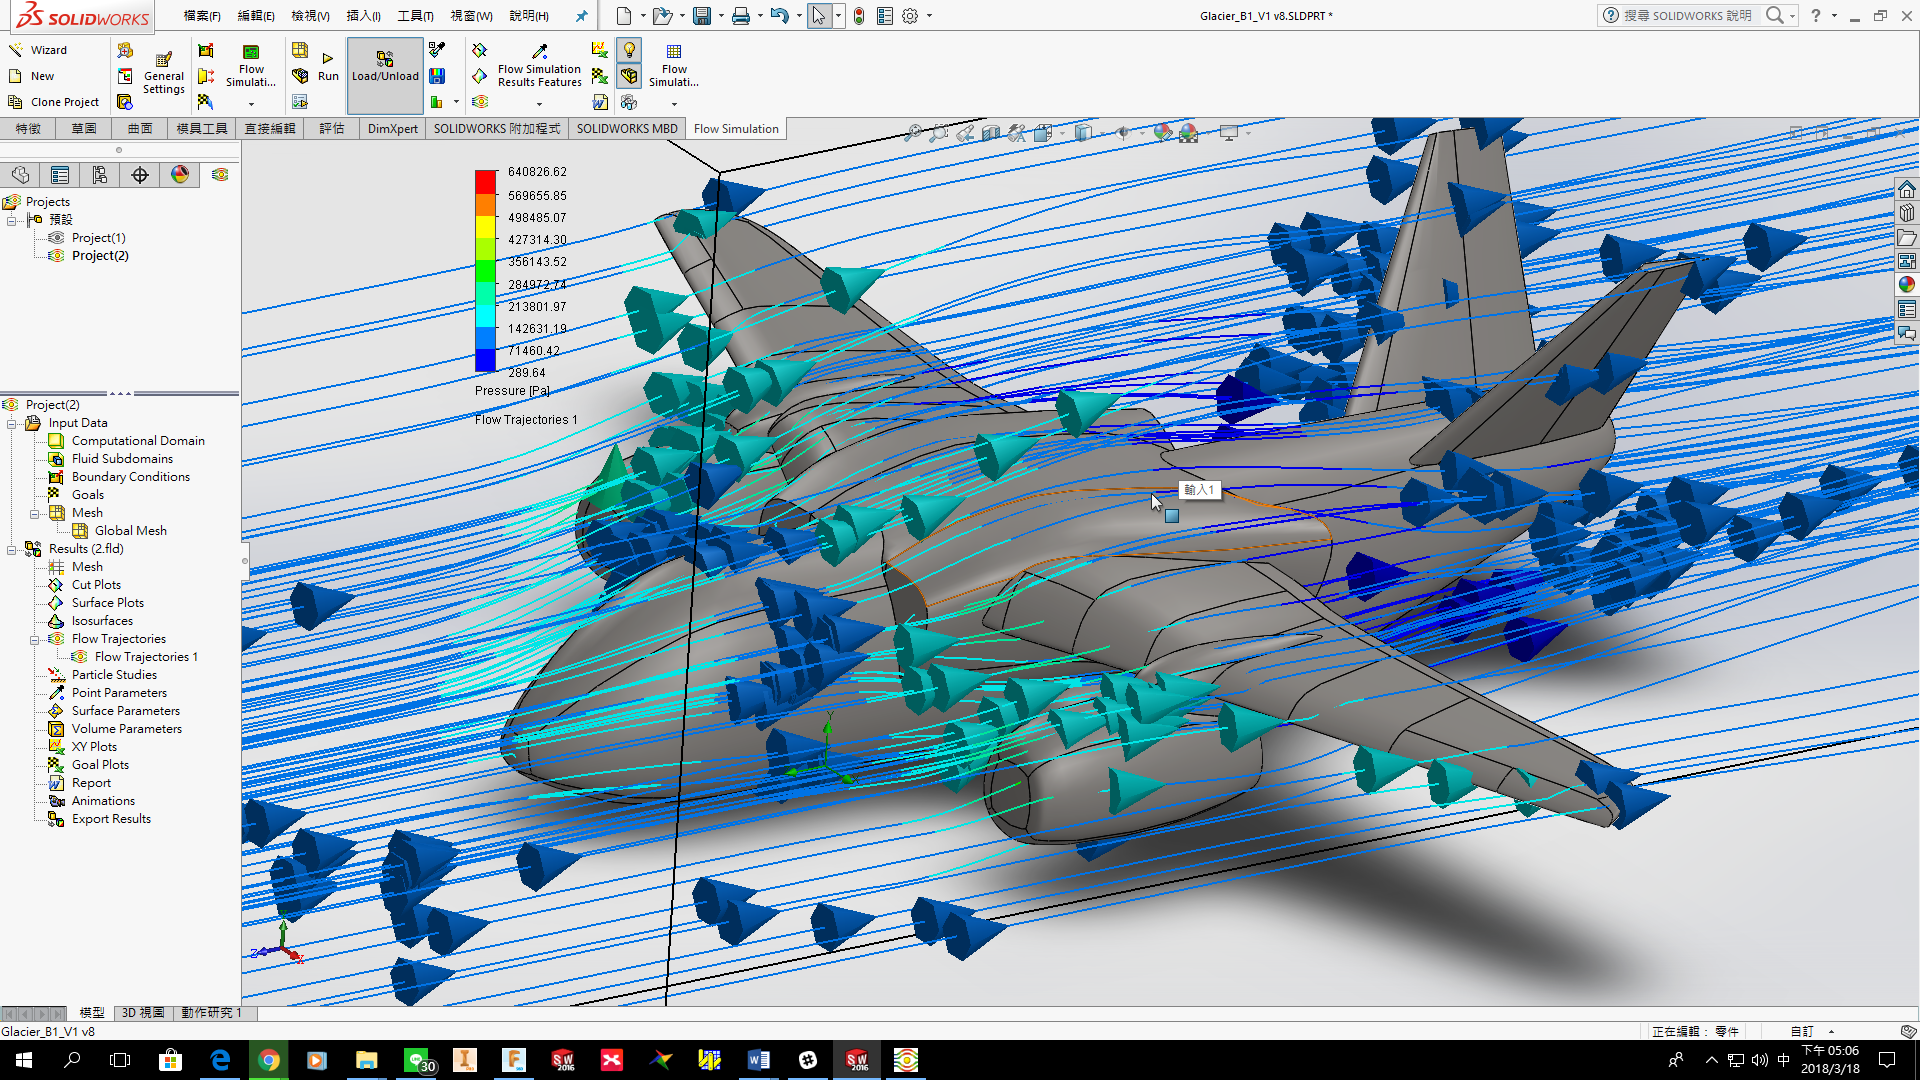 SOLIDWORKS
檔案(F)
編輯(E)
檢視(V)
插入(I)
工具(T)
視窗(W)
說明(H)
Glacier_B1_V1 v8.SLDPRT *
搜尋 SOLIDWORKS 說明
Wizard
New
Clone Project
General
Settings
Flow
Simulati...
Run
Load/Unload
Flow Simulation
Results Features
Flow
Simulati...
特徵
草圖
曲面
模具工具
直接編輯
評估
DimXpert
SOLIDWORKS 附加程式
SOLIDWORKS MBD
Flow Simulation
Projects
預設
Project(1)
Project(2)
640826.62
569655.85
498485.07
427314.30
356143.52
284972.74
213801.97
142631.19
71460.42
289.64
Pressure [Pa]
Flow Trajectories 1
輸入1
Project(2)
Input Data
Computational Domain
Fluid Subdomains
Boundary Conditions
Goals
Mesh
Global Mesh
Results (2.fld)
Mesh
Cut Plots
Surface Plots
Isosurfaces
Flow Trajectories
Flow Trajectories 1
Particle Studies
Point Parameters
Surface Parameters
Volume Parameters
XY Plots
Goal Plots
Report
Animations
Export Results
Y
Z
X
模型
3D 視圖
動作研究 1
Glacier_B1_V1 v8
正在編輯： 零件
自訂
30
SW
2016
SW
2016
中
下午 05:06
2018/3/18